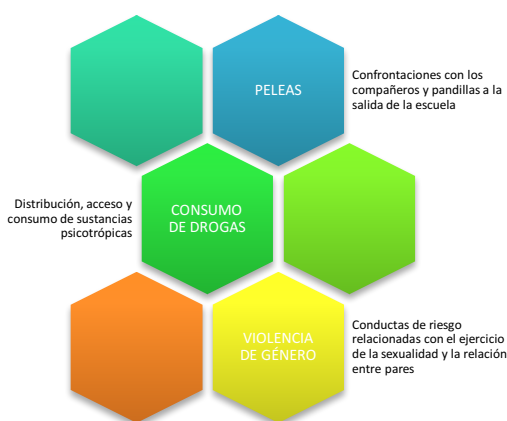 PELEAS
Confrontaciones con los
compañeros y pandillas a la
salida de la escuela
Distribución, acceso y
consumo de sustancias
psicotrópicas
CONSUMO
DE DROGAS
VIOLENCIA
DE GÉNERO
Conductas de riesgo
relacionadas con el ejercicio
de la sexualidad y la relación
entre pares